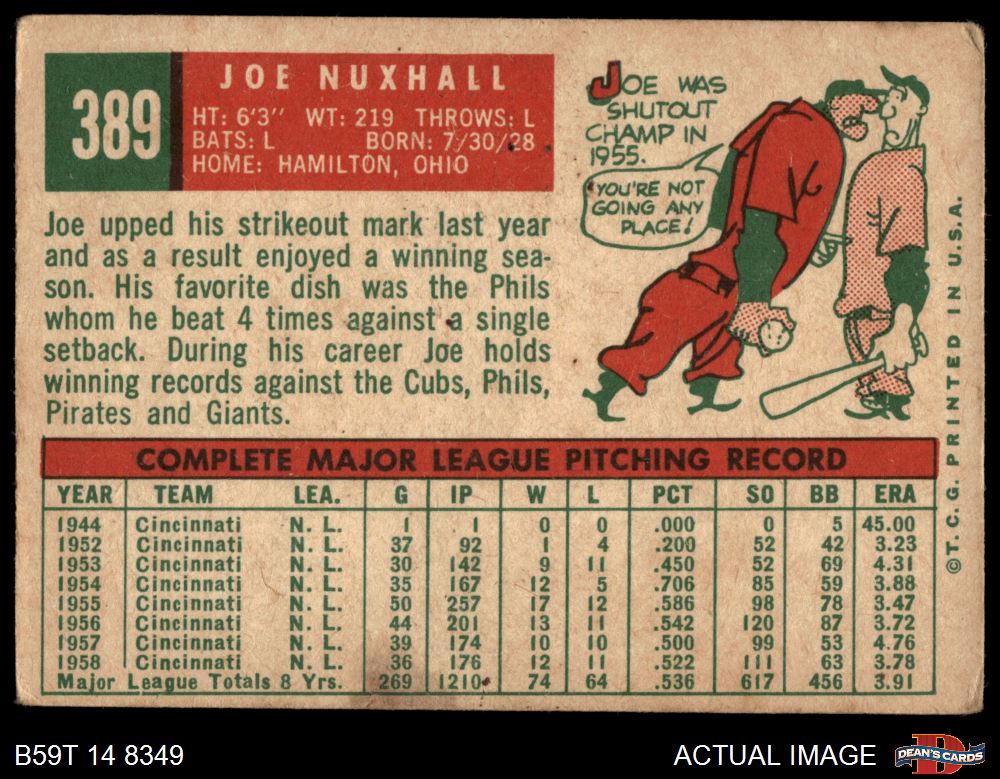 389
JOE NUXHALL
HT: 6'3" WT: 219 THROWS: L
BATS: L BORN: 7/30/28
HOME: HAMILTON, OHIO
JOE WAS
SHUTOUT
CHAMP IN
1955.
YOU'RE NOT
GOING ANY
PLACE!
Joe upped his strikeout mark last year
and as a result enjoyed a winning sea-
son. His favorite dish was the Phils
whom he beat 4 times against a single
setback. During his career Joe holds
winning records against the Cubs, Phils,
Pirates and Giants.
COMPLETE MAJOR LEAGUE PITCHING RECORD
YEAR TEAM LEA. G IP W L PCT SO BB ERA
1944 Cincinnati N. L. 1 1 0 0 .000 0 5 45.00
1952 Cincinnati N. L. 37 92 1 4 .200 52 42 3.23
1953 Cincinnati N. L. 30 142 9 11 .450 52 69 4.31
1954 Cincinnati N. L. 35 167 12 5 .706 85 59 3.88
1955 Cincinnati N. L. 50 257 17 12 .586 98 78 3.47
1956 Cincinnati N. L. 44 201 13 11 .542 120 87 3.72
1957 Cincinnati N. L. 39 174 10 10 .500 99 53 4.76
1958 Cincinnati N. L. 36 176 12 11 .522 111 63 3.78
Major League Totals 8 Yrs. 269 1210 74 64 .536 617 456 3.91
©T. C. G. PRINTED IN U.S.A.
B59T 14 8349
ACTUAL IMAGE
D
DEAN'S CARDS